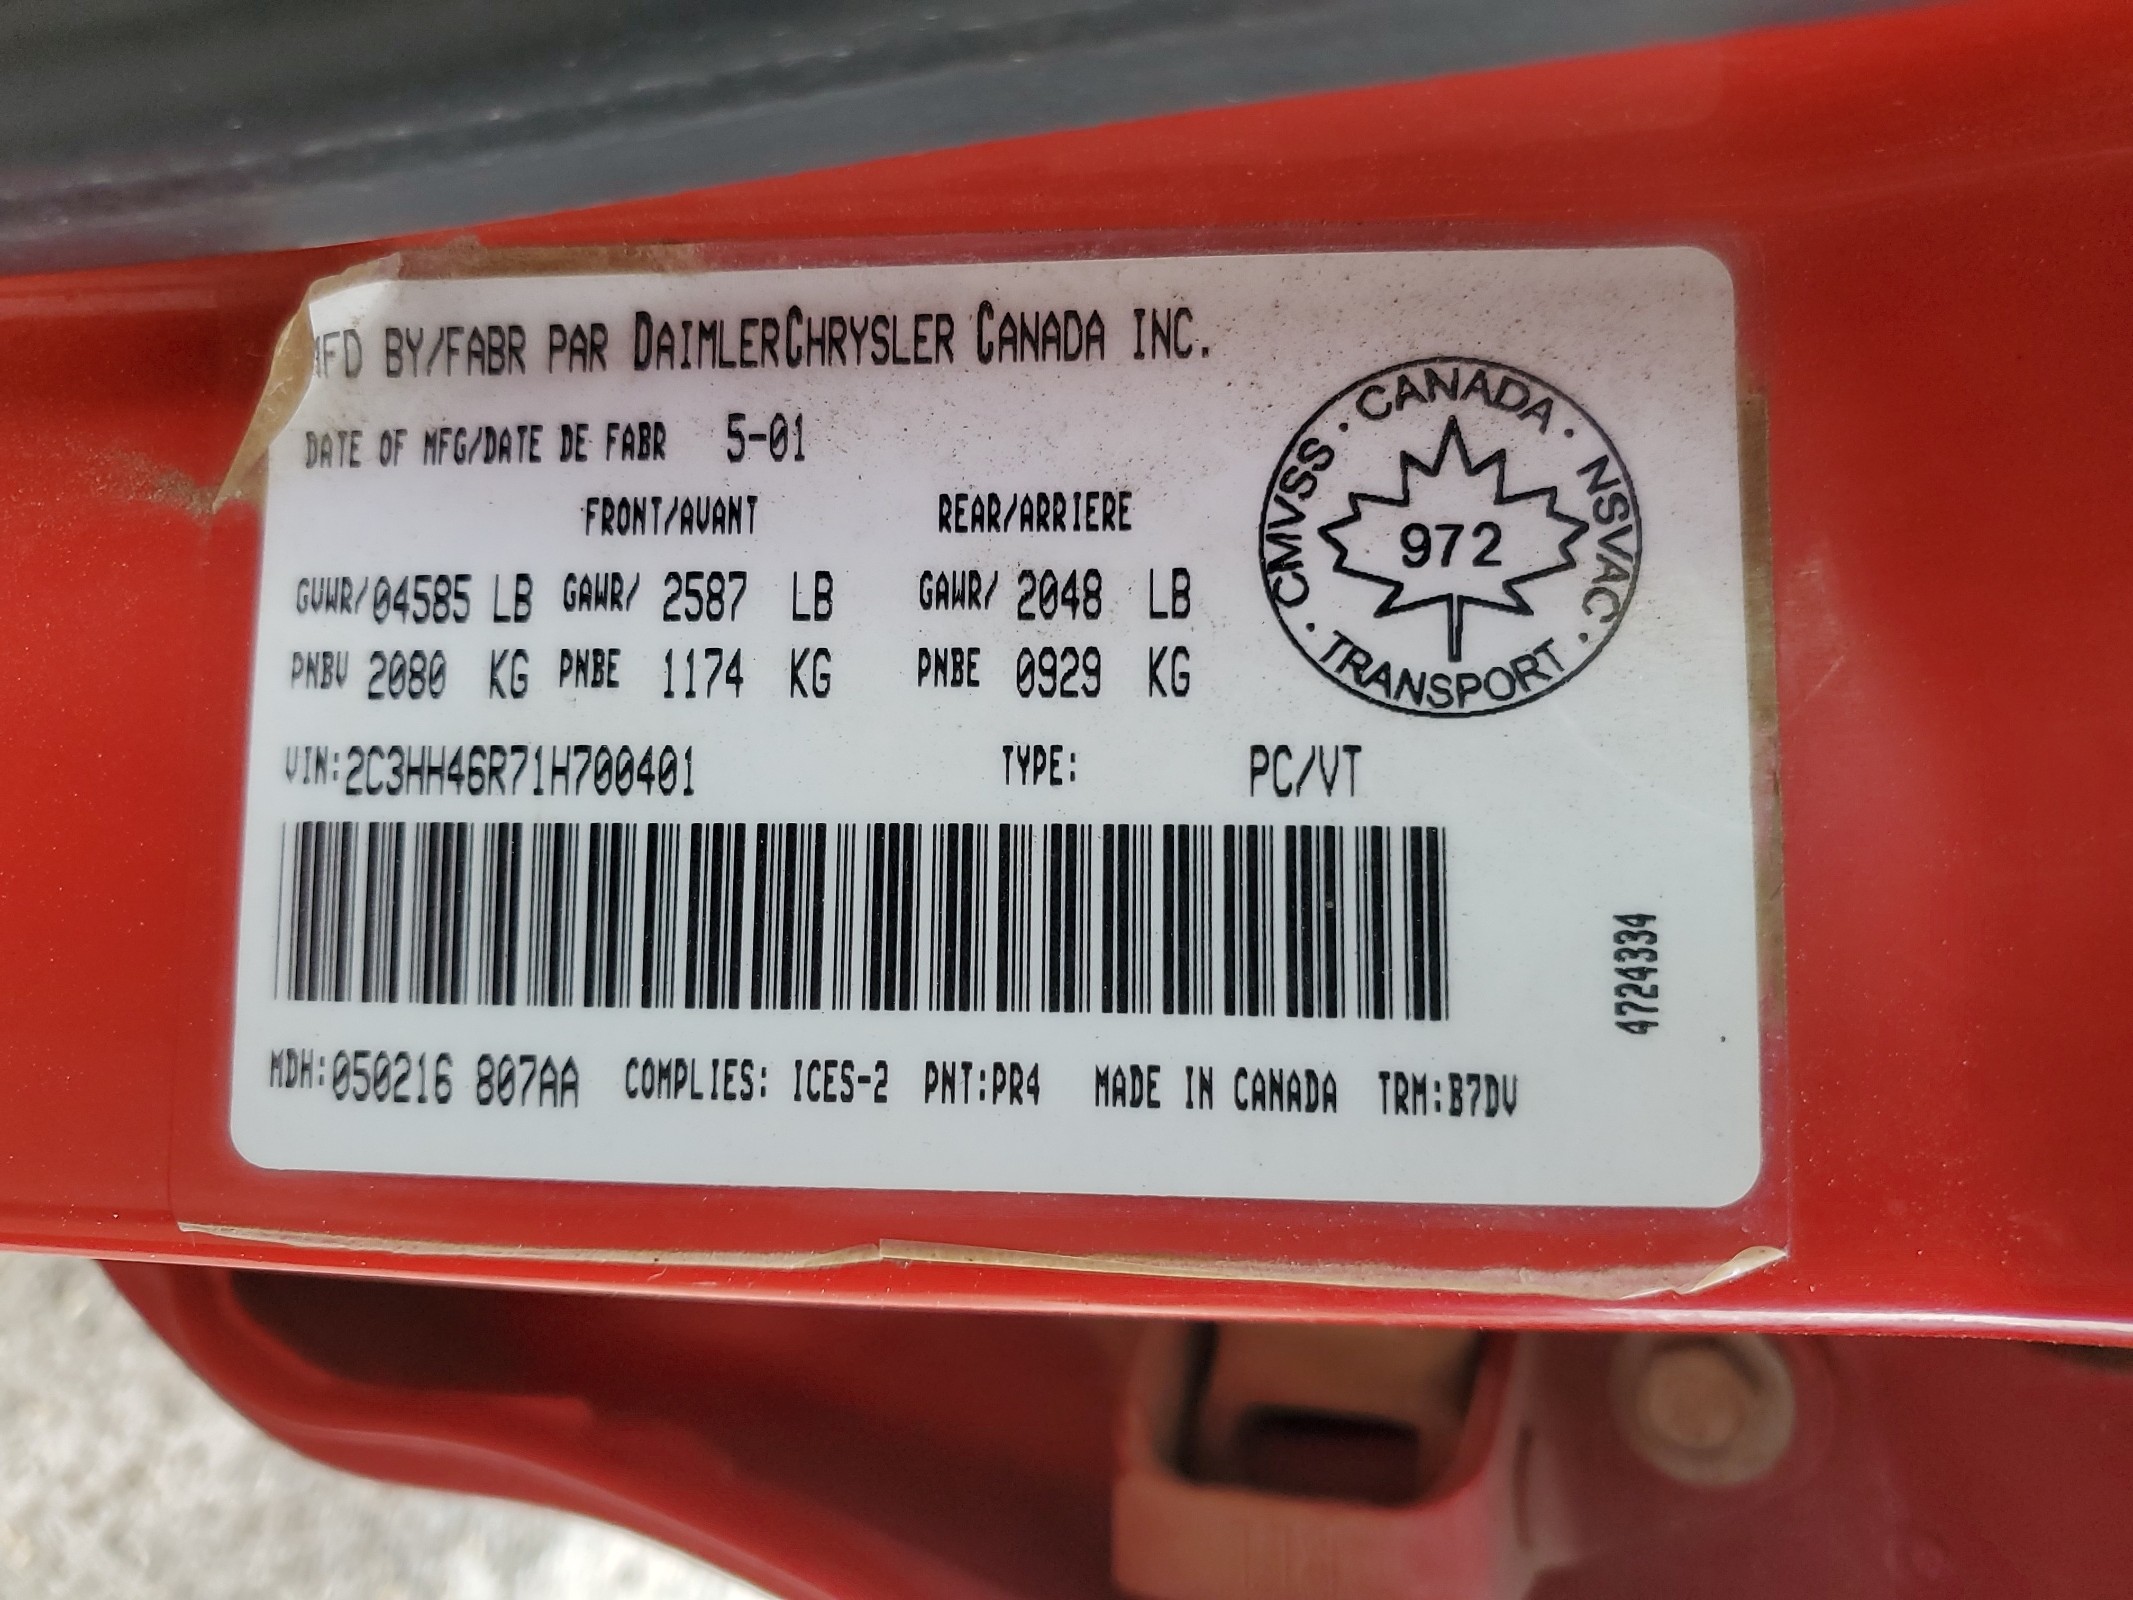 MFD BY/FABR PAR DAIMLERCHRYSLER CANADA INC.
DATE OF MFG/DATE DE FABR 5-01
FRONT/AVANT REAR/ARRIERE
GVWR/04585 LB GAWR/ 2587 LB GAWR/ 2048 LB
PNBV 2080 KG PNBE 1174 KG PNBE 0929 KG
CMVSS · CANADA · NSVAC · TRANSPORT ·
972
VIN:2C3HH46R71H700401 TYPE: PC/VT
4724334
MDH:050216 807AA COMPLIES: ICES-2 PNT:PR4 MADE IN CANADA TRM:B7DV